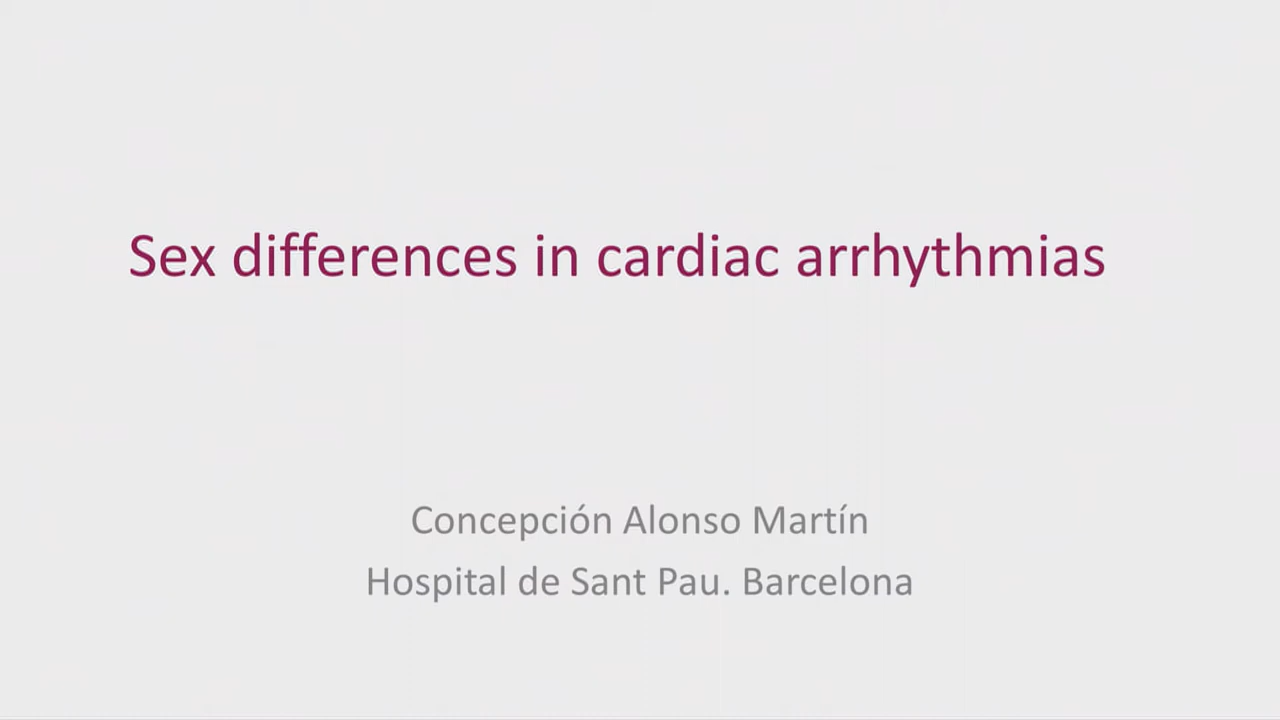 Sex differences in cardiac arrhythmias
Concepción Alonso Martín
Hospital de Sant Pau. Barcelona